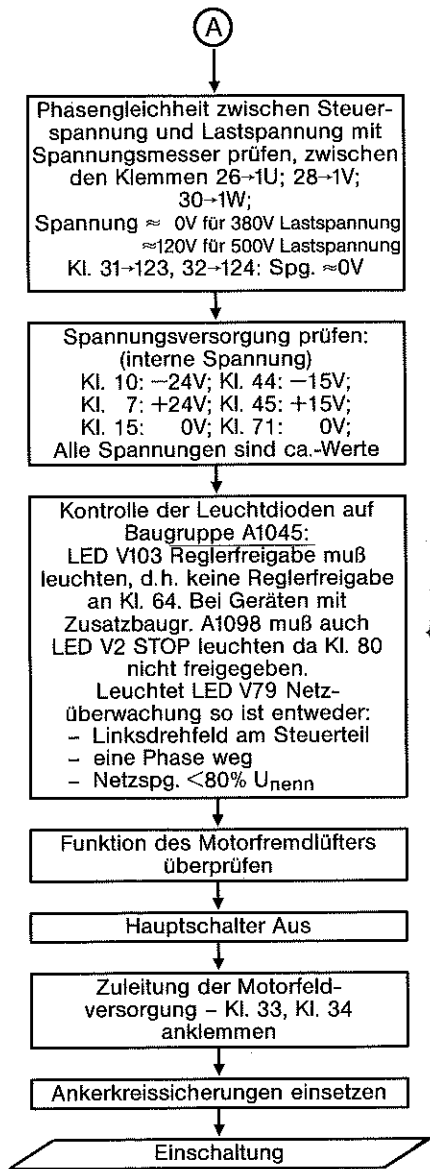 A
Phasengleichheit zwischen Steuer-
spannung und Lastspannung mit
Spannungsmesser prüfen, zwischen
den Klemmen 26→1U; 28→1V;
30→1W;
Spannung ≈ 0V für 380V Lastspannung
≈120V für 500V Lastspannung
Kl. 31→123, 32→124: Spg. ≈0V
Spannungsversorgung prüfen:
(interne Spannung)
Kl. 10: −24V; Kl. 44: −15V;
Kl. 7: +24V; Kl. 45: +15V;
Kl. 15: 0V; Kl. 71: 0V;
Alle Spannungen sind ca.-Werte
Kontrolle der Leuchtdioden auf
Baugruppe A1045:
LED V103 Reglerfreigabe muß
leuchten, d.h. keine Reglerfreigabe
an Kl. 64. Bei Geräten mit
Zusatzbaugr. A1098 muß auch
LED V2 STOP leuchten da Kl. 80
nicht freigegeben.
Leuchtet LED V79 Netz-
überwachung so ist entweder:
– Linksdrehfeld am Steuerteil
– eine Phase weg
– Netzspg. <80% Unenn
Funktion des Motorfremdlüfters
überprüfen
Hauptschalter Aus
Zuleitung der Motorfeld-
versorgung – Kl. 33, Kl. 34
anklemmen
Ankerkreissicherungen einsetzen
Einschaltung